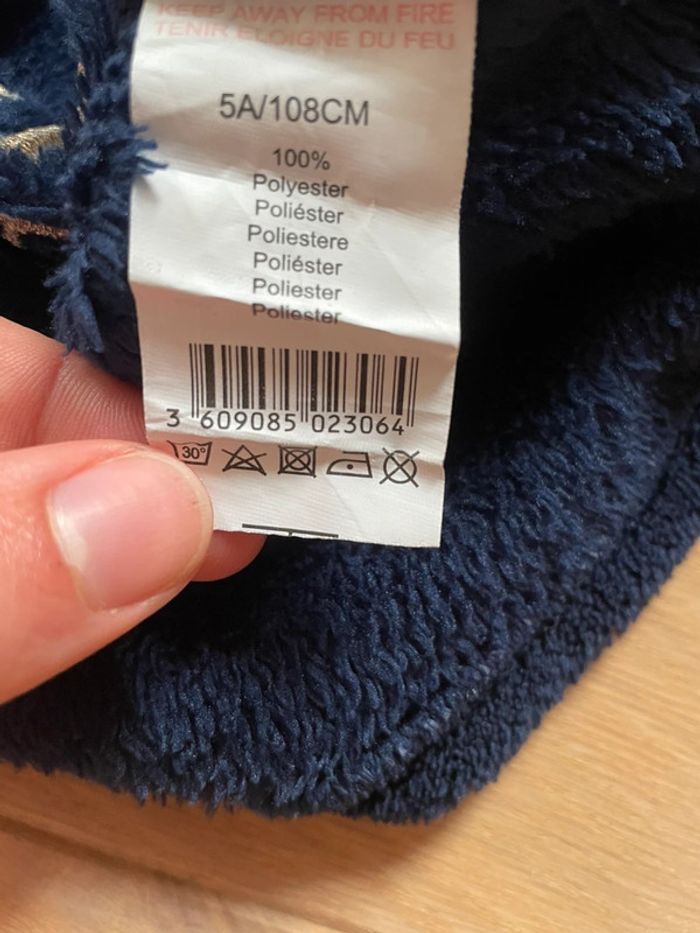 KEEP AWAY FROM FIRE
TENIR ÉLOIGNÉ DU FEU
5A/108CM
100%
Polyester
Poliéster
Poliestere
Poliéster
Poliester
Poliester
3 609085 023064
30°